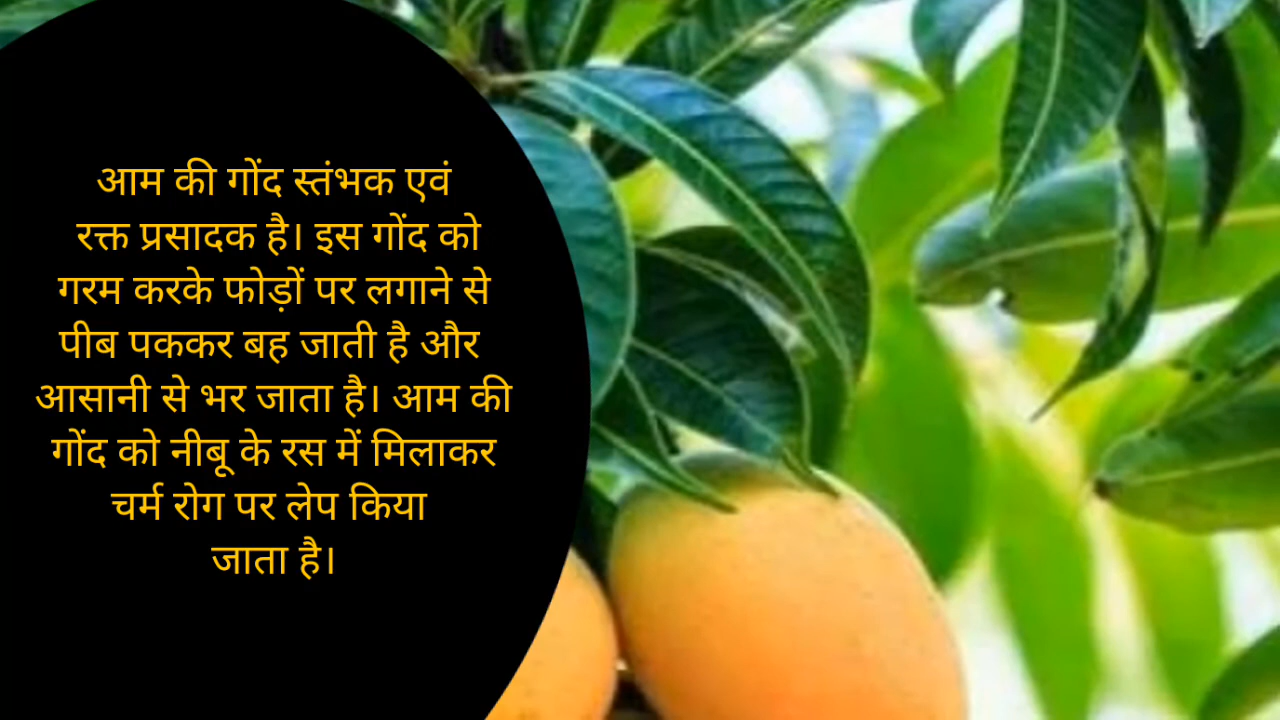 आम की गोंद स्तंभक एवं
रक्त प्रसादक है। इस गोंद को
गरम करके फोड़ों पर लगाने से
पीब पककर बह जाती है और
आसानी से भर जाता है। आम की
गोंद को नीबू के रस में मिलाकर
चर्म रोग पर लेप किया
जाता है।